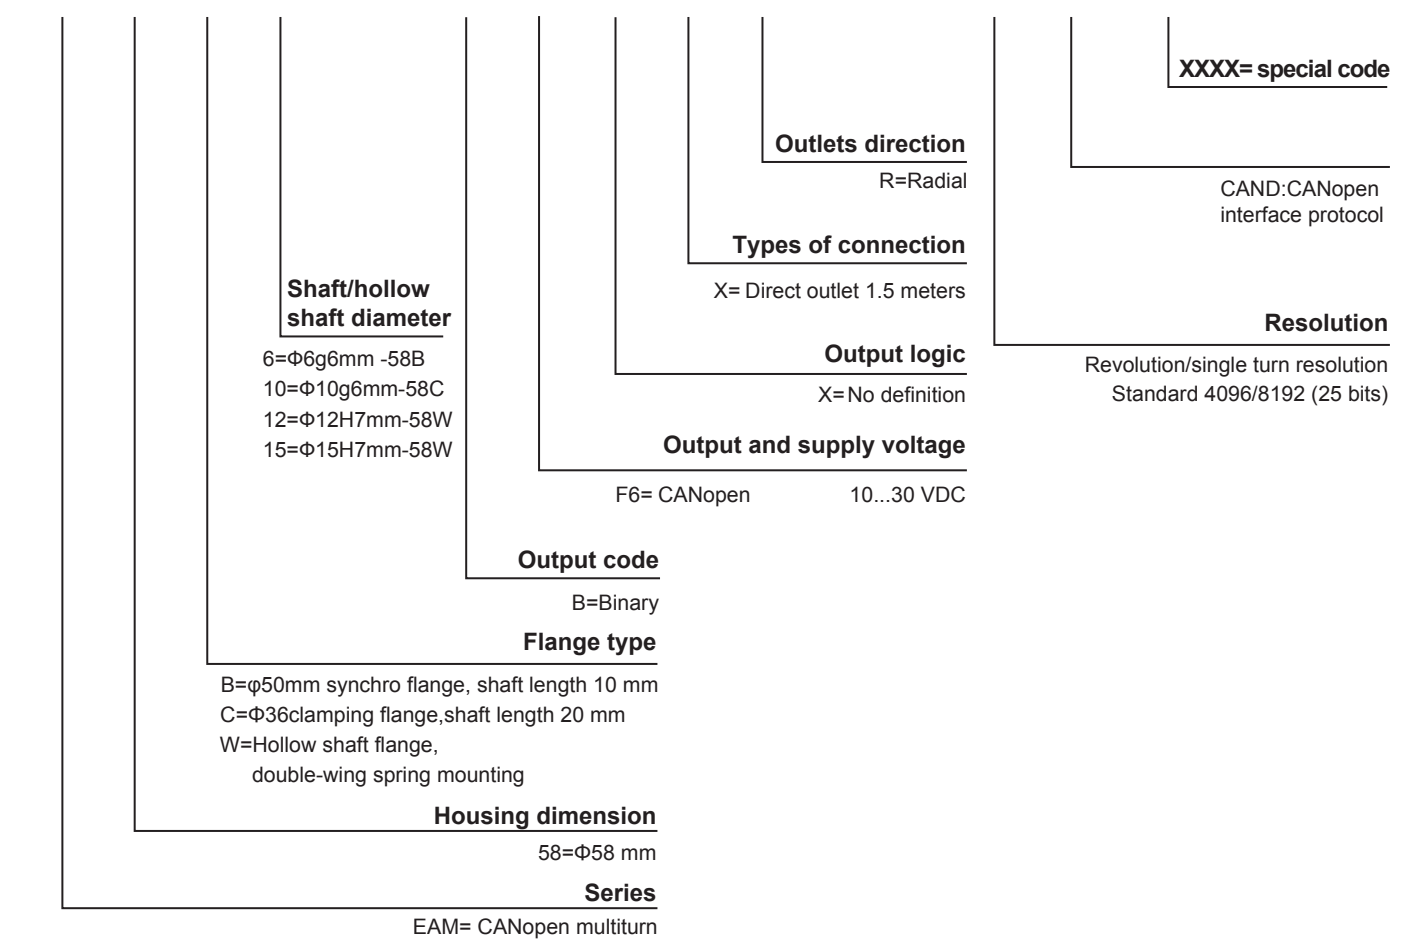 XXXX= special code
Outlets direction
R=Radial
CAND:CANopen
interface protocol
Types of connection
X= Direct outlet 1.5 meters
Shaft/hollow
shaft diameter
6=Φ6g6mm -58B
10=Φ10g6mm-58C
12=Φ12H7mm-58W
15=Φ15H7mm-58W
Resolution
Revolution/single turn resolution
Standard 4096/8192 (25 bits)
Output logic
X=No definition
Output and supply voltage
F6= CANopen 10...30 VDC
Output code
B=Binary
Flange type
B=φ50mm synchro flange, shaft length 10 mm
C=Φ36clamping flange,shaft length 20 mm
W=Hollow shaft flange,
double-wing spring mounting
Housing dimension
58=Φ58 mm
Series
EAM= CANopen multiturn